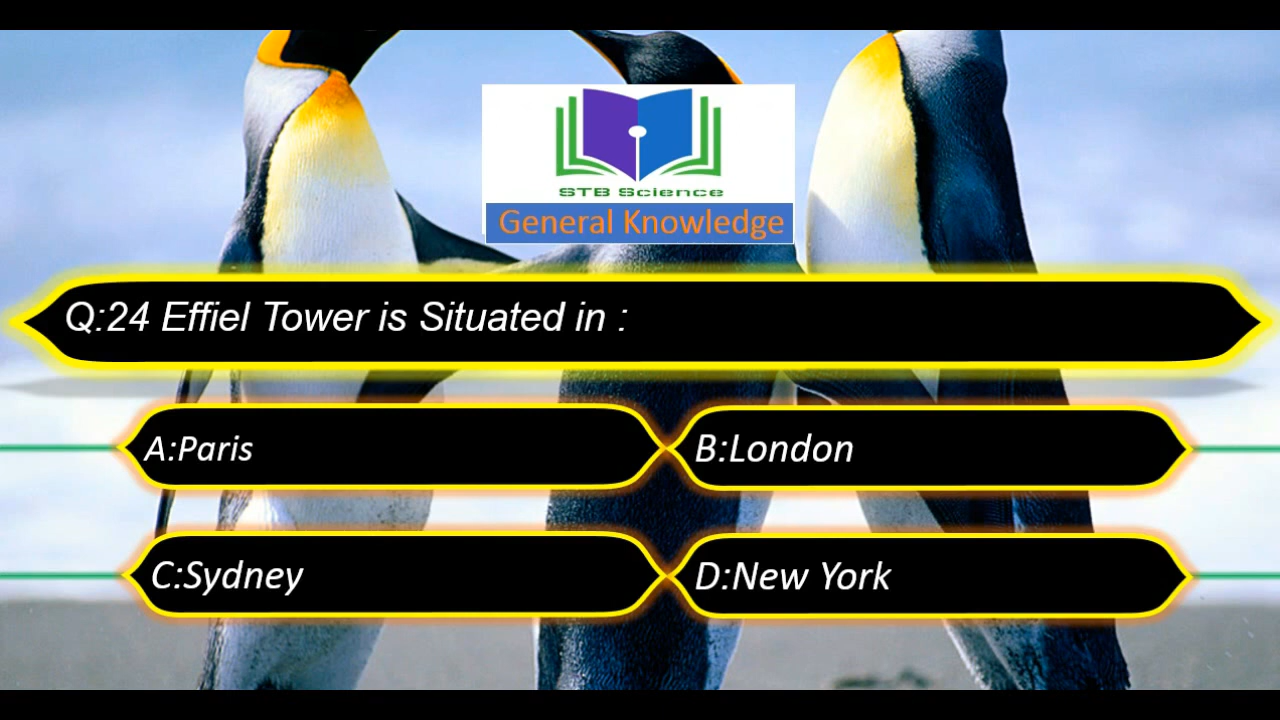 STB Science
General Knowledge
Q:24 Effiel Tower is Situated in :
A:Paris
B:London
C:Sydney
D:New York